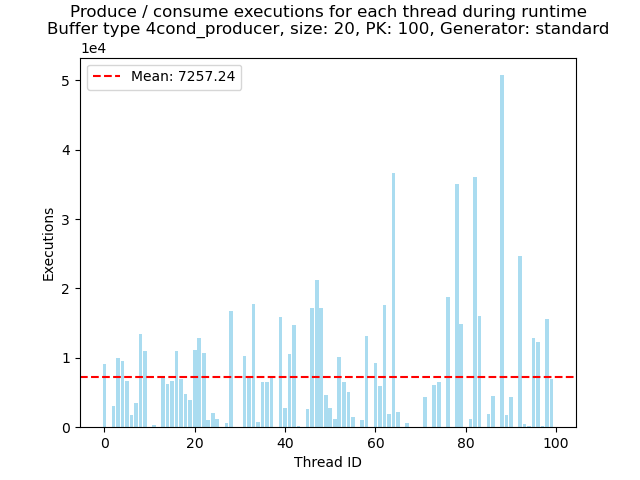 Produce / consume executions for each thread during runtime
Buffer type 4cond_producer, size: 20, PK: 100, Generator: standard
1e4
Mean: 7257.24
5
4
3
2
1
0
Executions
0 20 40 60 80 100
Thread ID